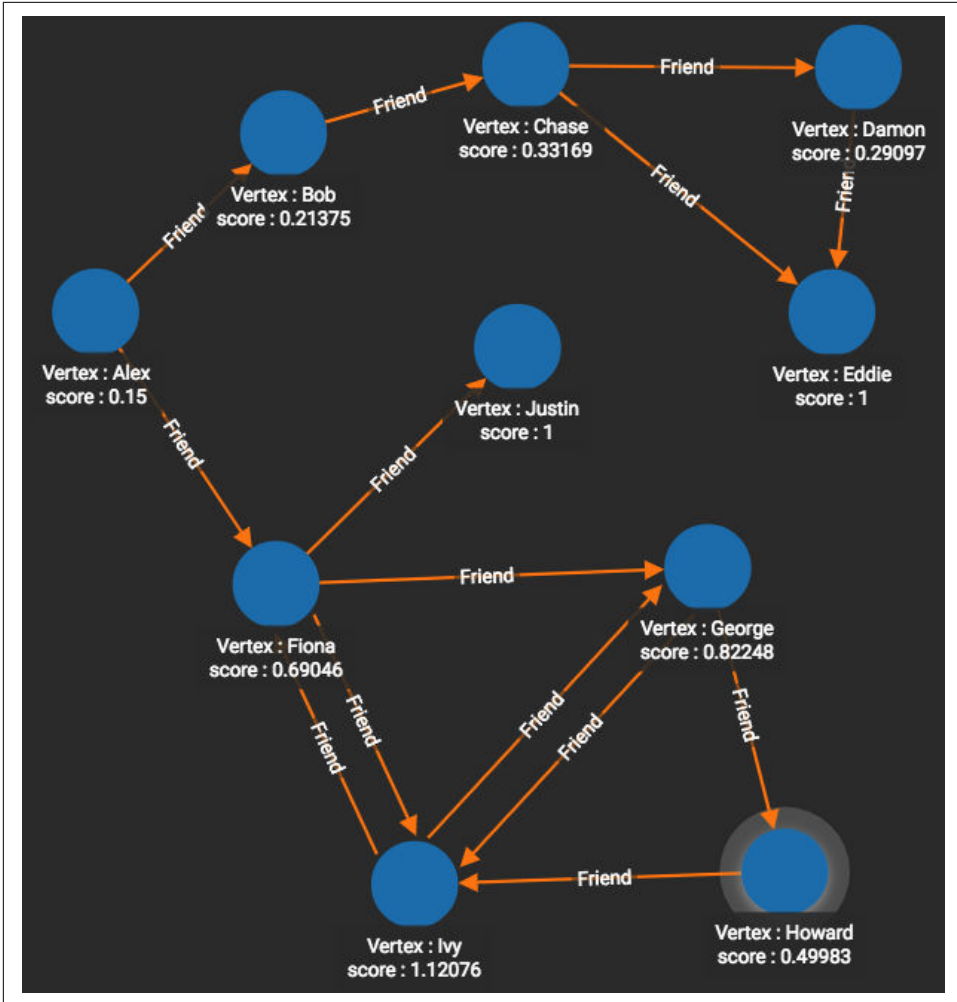 Friend
Vertex : Chase
score : 0.33169
Vertex : Damon
score : 0.29097
Friend
Vertex : Bob
score : 0.21375
Friend
Friend
Friend
Vertex : Alex
score : 0.15
Vertex : Eddie
score : 1
Vertex : Justin
score : 1
Friend
Friend
Friend
Vertex : Fiona
score : 0.69046
Vertex : George
score : 0.82248
Friend
Friend
Friend
Friend
Friend
Friend
Vertex : Ivy
score : 1.12076
Vertex : Howard
score : 0.49983